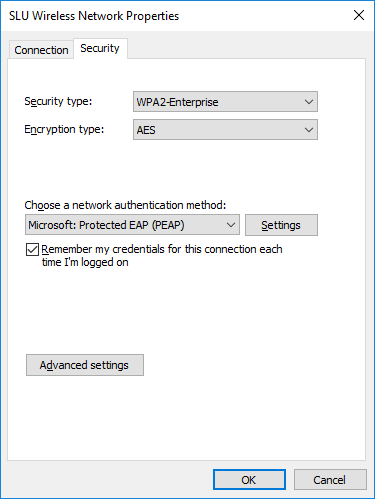 SLU Wireless Network Properties
Connection
Security
Security type:
WPA2-Enterprise
Encryption type:
AES
Choose a network authentication method:
Microsoft: Protected EAP (PEAP)
Settings
Remember my credentials for this connection each
time I'm logged on
Advanced settings
OK
Cancel